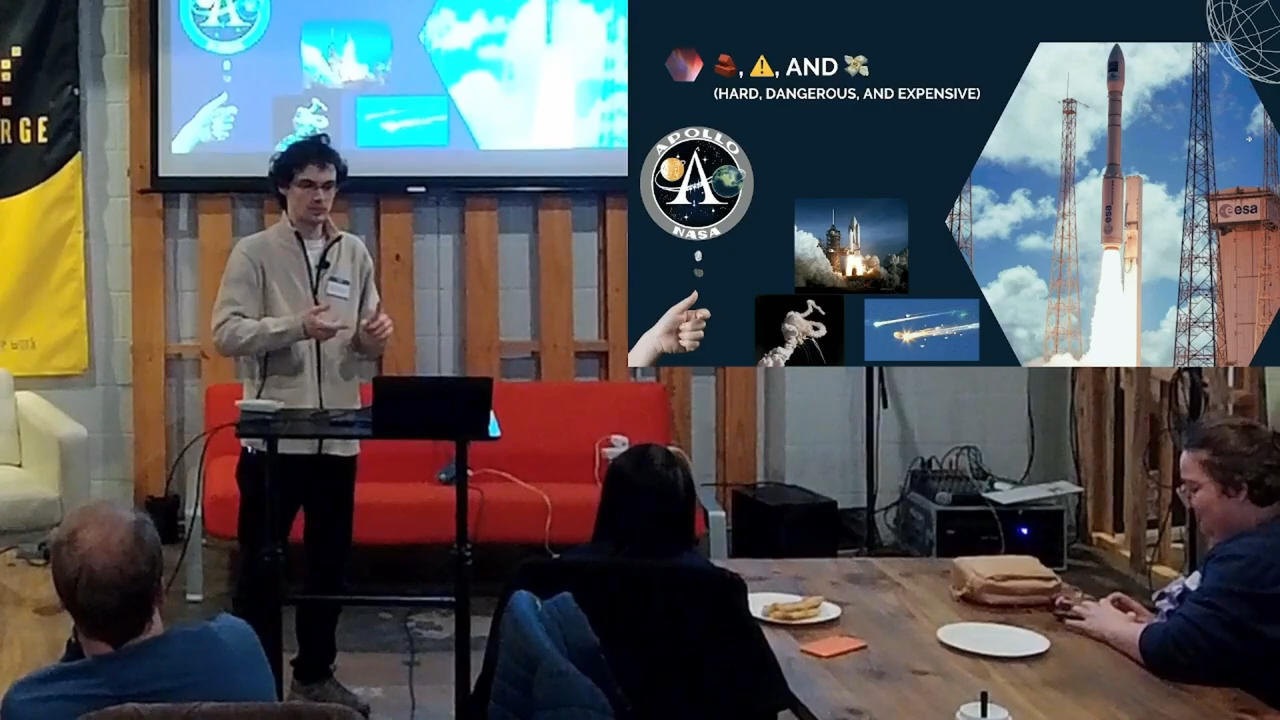 RGE
, , AND
(HARD, DANGEROUS, AND EXPENSIVE)
APOLLO
NASA
esa
esa